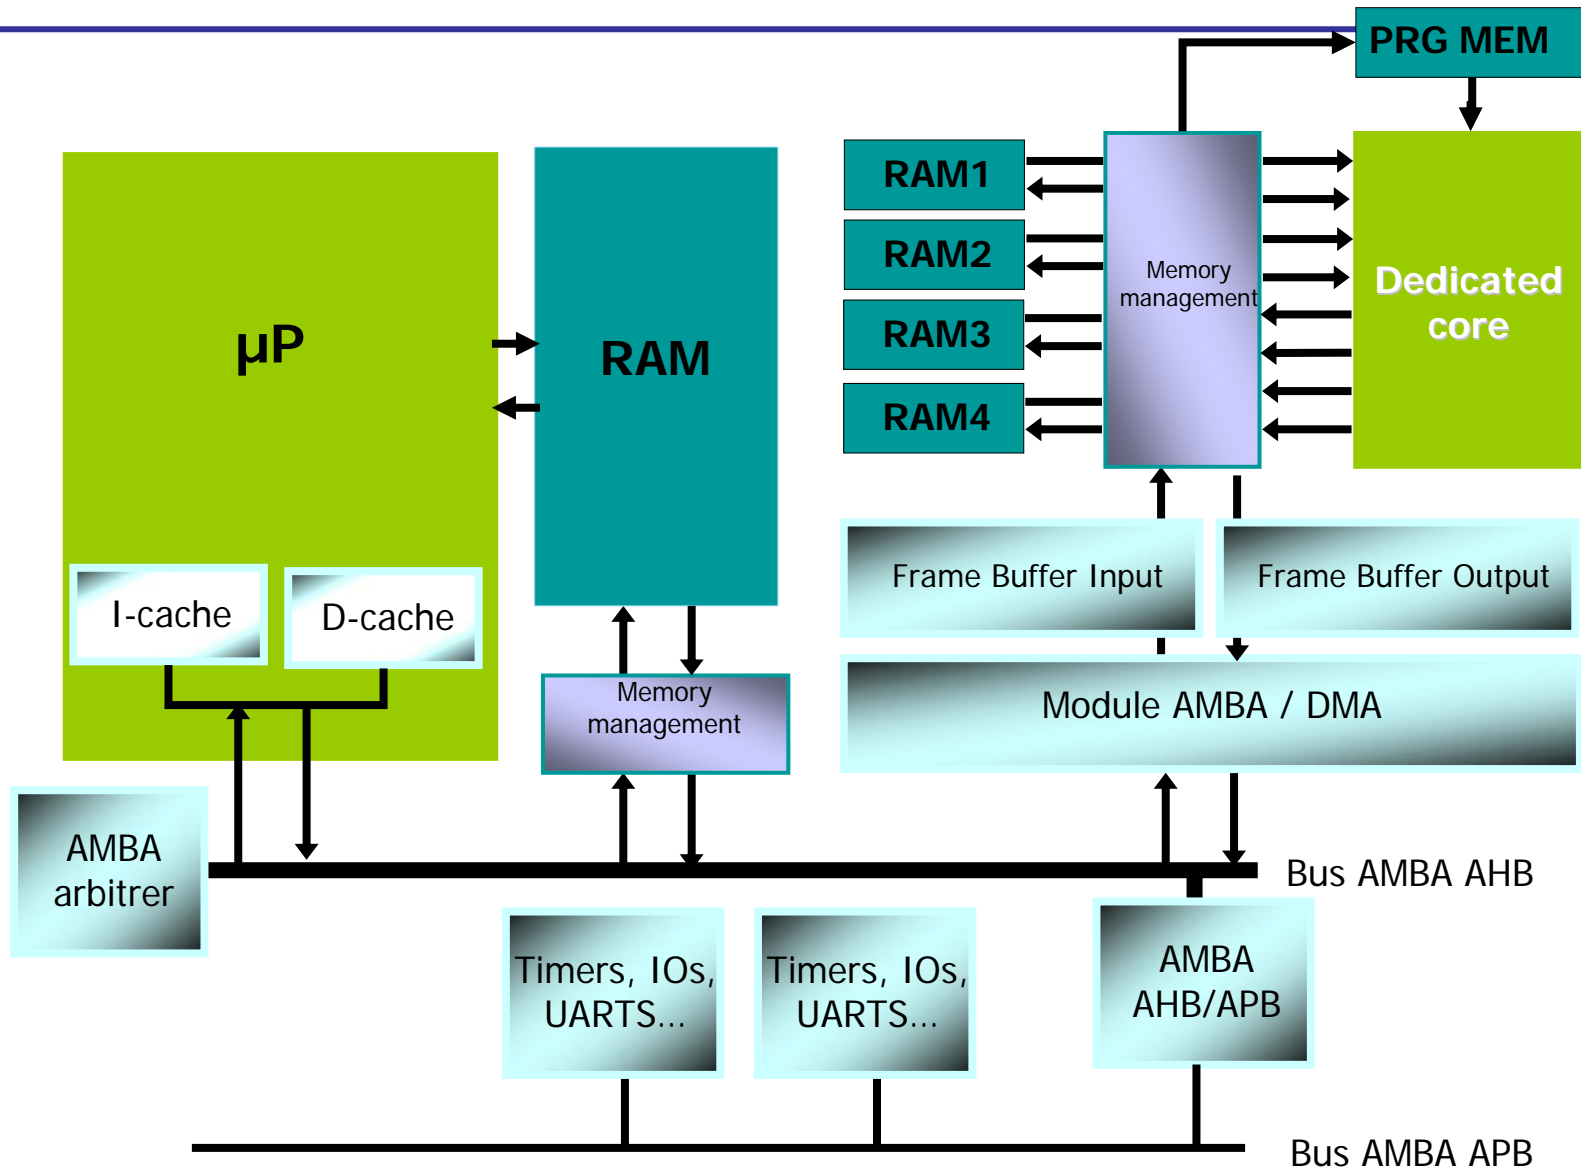 PRG MEM
RAM1
RAM2
RAM3
RAM4
Memory
management
Dedicated
core
µP
RAM
I-cache
D-cache
Memory
management
Frame Buffer Input
Frame Buffer Output
Module AMBA / DMA
AMBA
arbitrer
Bus AMBA AHB
Timers, IOs,
UARTS...
Timers, IOs,
UARTS...
AMBA
AHB/APB
Bus AMBA APB